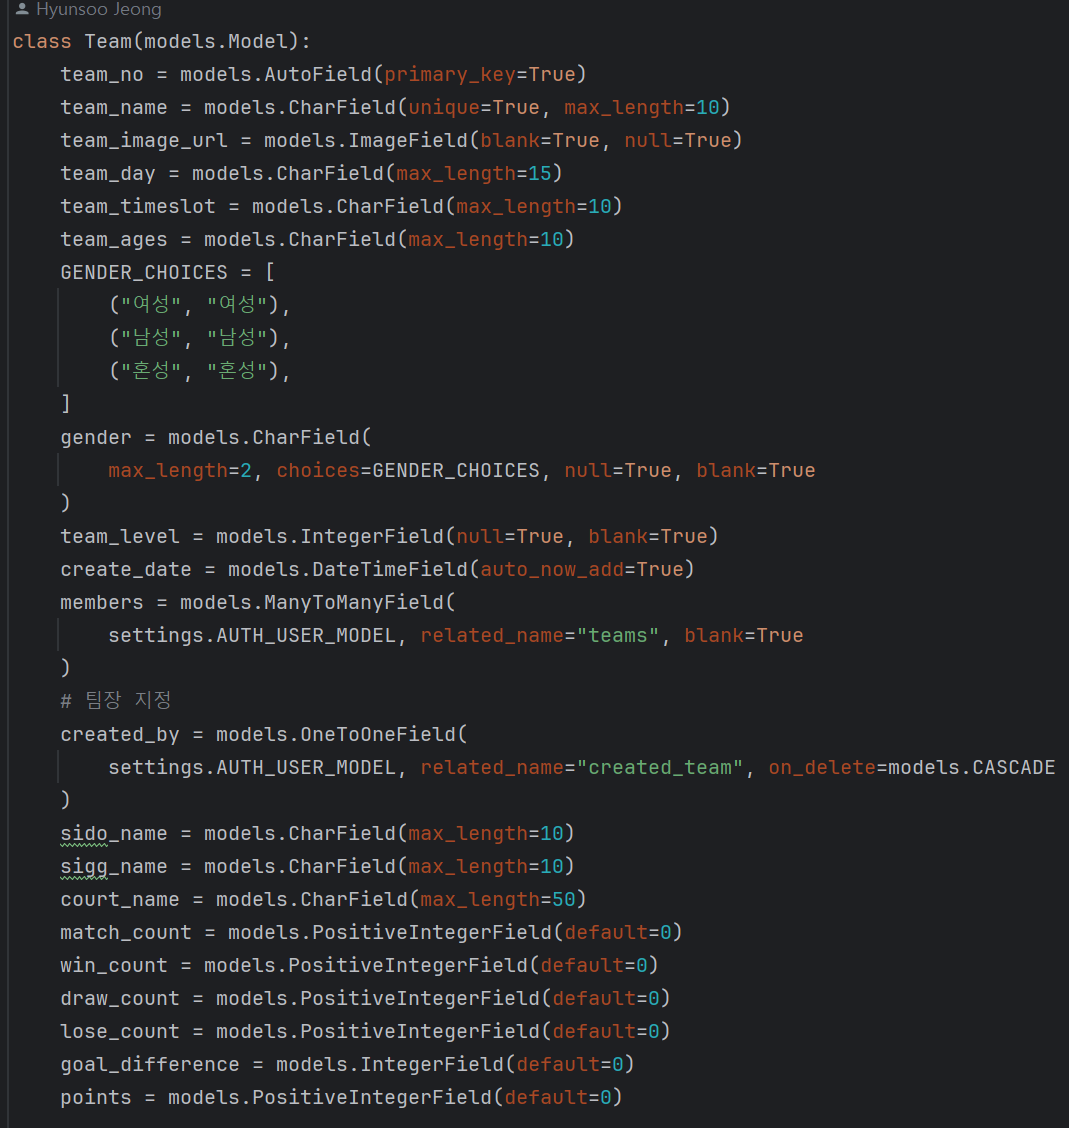 Hyunsoo Jeong
class Team(models.Model):
    team_no = models.AutoField(primary_key=True)
    team_name = models.CharField(unique=True, max_length=10)
    team_image_url = models.ImageField(blank=True, null=True)
    team_day = models.CharField(max_length=15)
    team_timeslot = models.CharField(max_length=10)
    team_ages = models.CharField(max_length=10)
    GENDER_CHOICES = [
        ("여성", "여성"),
        ("남성", "남성"),
        ("혼성", "혼성"),
    ]
    gender = models.CharField(
        max_length=2, choices=GENDER_CHOICES, null=True, blank=True
    )
    team_level = models.IntegerField(null=True, blank=True)
    create_date = models.DateTimeField(auto_now_add=True)
    members = models.ManyToManyField(
        settings.AUTH_USER_MODEL, related_name="teams", blank=True
    )
    # 팀장 지정
    created_by = models.OneToOneField(
        settings.AUTH_USER_MODEL, related_name="created_team", on_delete=models.CASCADE
    )
    sido_name = models.CharField(max_length=10)
    sigg_name = models.CharField(max_length=10)
    court_name = models.CharField(max_length=50)
    match_count = models.PositiveIntegerField(default=0)
    win_count = models.PositiveIntegerField(default=0)
    draw_count = models.PositiveIntegerField(default=0)
    lose_count = models.PositiveIntegerField(default=0)
    goal_difference = models.IntegerField(default=0)
    points = models.PositiveIntegerField(default=0)